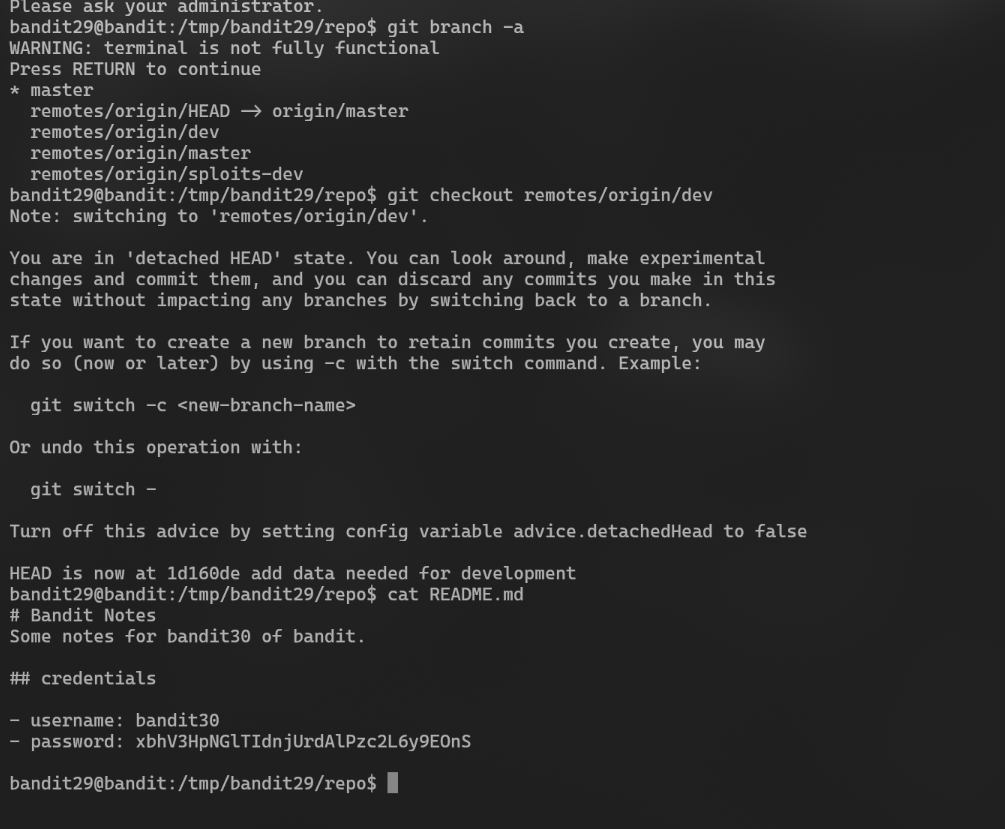 Please ask your administrator.
bandit29@bandit:/tmp/bandit29/repo$ git branch -a
WARNING: terminal is not fully functional
Press RETURN to continue
* master
  remotes/origin/HEAD -> origin/master
  remotes/origin/dev
  remotes/origin/master
  remotes/origin/sploits-dev
bandit29@bandit:/tmp/bandit29/repo$ git checkout remotes/origin/dev
Note: switching to 'remotes/origin/dev'.

You are in 'detached HEAD' state. You can look around, make experimental
changes and commit them, and you can discard any commits you make in this
state without impacting any branches by switching back to a branch.

If you want to create a new branch to retain commits you create, you may
do so (now or later) by using -c with the switch command. Example:

  git switch -c <new-branch-name>

Or undo this operation with:

  git switch -

Turn off this advice by setting config variable advice.detachedHead to false

HEAD is now at 1d160de add data needed for development
bandit29@bandit:/tmp/bandit29/repo$ cat README.md
# Bandit Notes
Some notes for bandit30 of bandit.

## credentials

- username: bandit30
- password: xbhV3HpNGlTIdnjUrdAlPzc2L6y9EOnS

bandit29@bandit:/tmp/bandit29/repo$